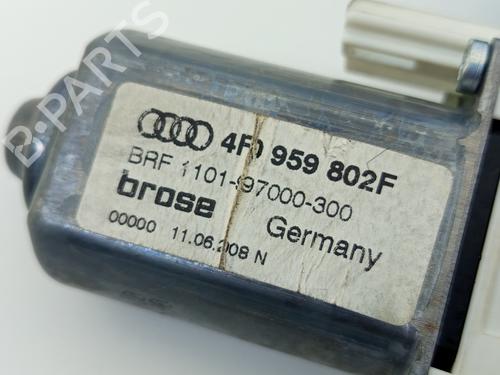 4F0 959 802F
BRF 1101-97000-300
brose Germany
00000 11.06.2008 N
B-PARTS